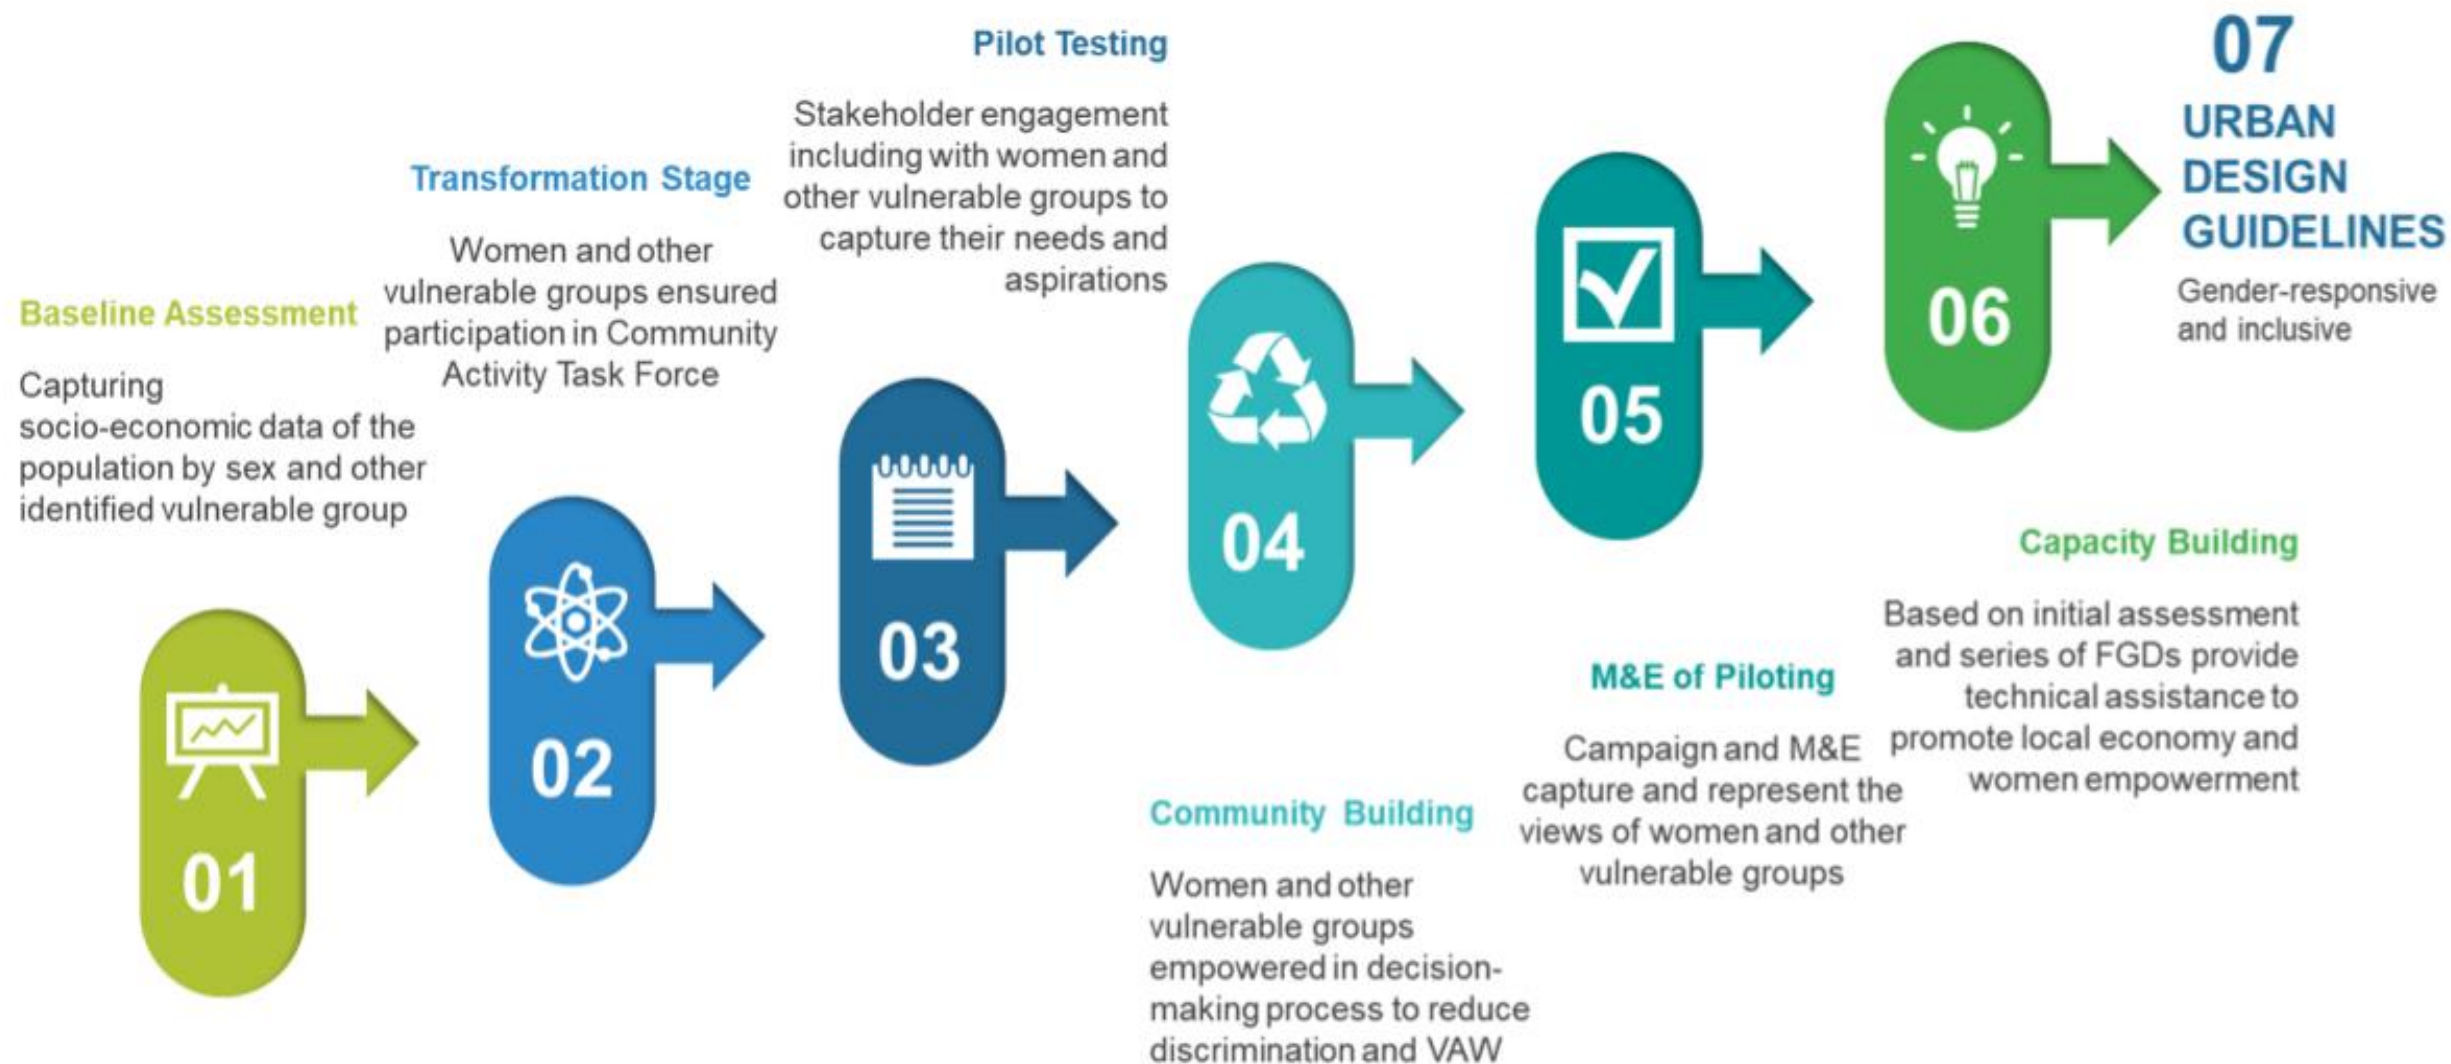 Baseline Assessment
Capturing
socio-economic data of the
population by sex and other
identified vulnerable group
01
Transformation Stage
Women and other
vulnerable groups ensured
participation in Community
Activity Task Force
02
Pilot Testing
Stakeholder engagement
including with women and
other vulnerable groups to
capture their needs and
aspirations
03
04
Community Building
Women and other
vulnerable groups
empowered in decision-
making process to reduce
discrimination and VAW
05
M&E of Piloting
Campaign and M&E
capture and represent the
views of women and other
vulnerable groups
06
Capacity Building
Based on initial assessment
and series of FGDs provide
technical assistance to
promote local economy and
women empowerment
07
URBAN
DESIGN
GUIDELINES
Gender-responsive
and inclusive